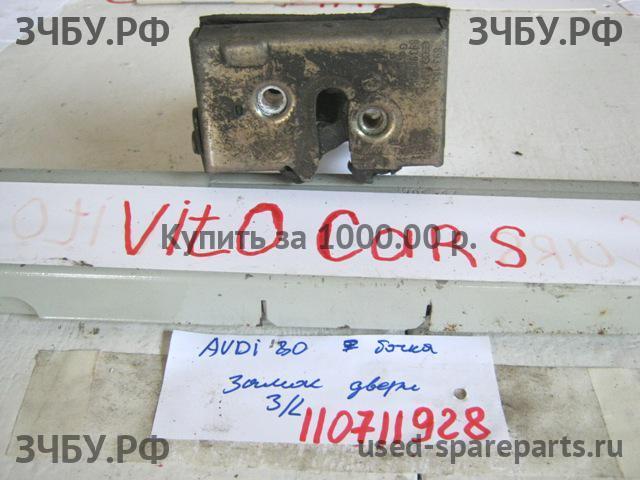 ЗЧБУ.РФ ЗЧБУ.РФ
VitO CarS
Купить за 1000.00 р.
AUDI 80 бочка
Замок двери
З/L
110711928
ЗЧБУ.РФ
used-spareparts.ru